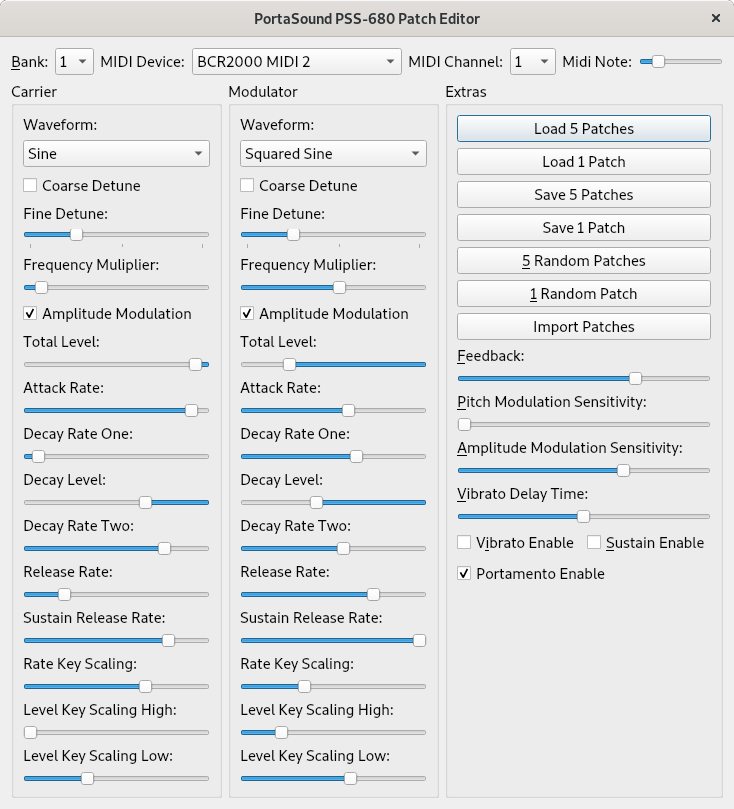 PortaSound PSS-680 Patch Editor
Bank: 1 MIDI Device: BCR2000 MIDI 2 MIDI Channel: 1 Midi Note:
Carrier
Waveform:
Sine
Coarse Detune
Fine Detune:
Frequency Muliplier:
Amplitude Modulation
Total Level:
Attack Rate:
Decay Rate One:
Decay Level:
Decay Rate Two:
Release Rate:
Sustain Release Rate:
Rate Key Scaling:
Level Key Scaling High:
Level Key Scaling Low:
Modulator
Waveform:
Squared Sine
Coarse Detune
Fine Detune:
Frequency Muliplier:
Amplitude Modulation
Total Level:
Attack Rate:
Decay Rate One:
Decay Level:
Decay Rate Two:
Release Rate:
Sustain Release Rate:
Rate Key Scaling:
Level Key Scaling High:
Level Key Scaling Low:
Extras
Load 5 Patches
Load 1 Patch
Save 5 Patches
Save 1 Patch
5 Random Patches
1 Random Patch
Import Patches
Feedback:
Pitch Modulation Sensitivity:
Amplitude Modulation Sensitivity:
Vibrato Delay Time:
Vibrato Enable Sustain Enable
Portamento Enable